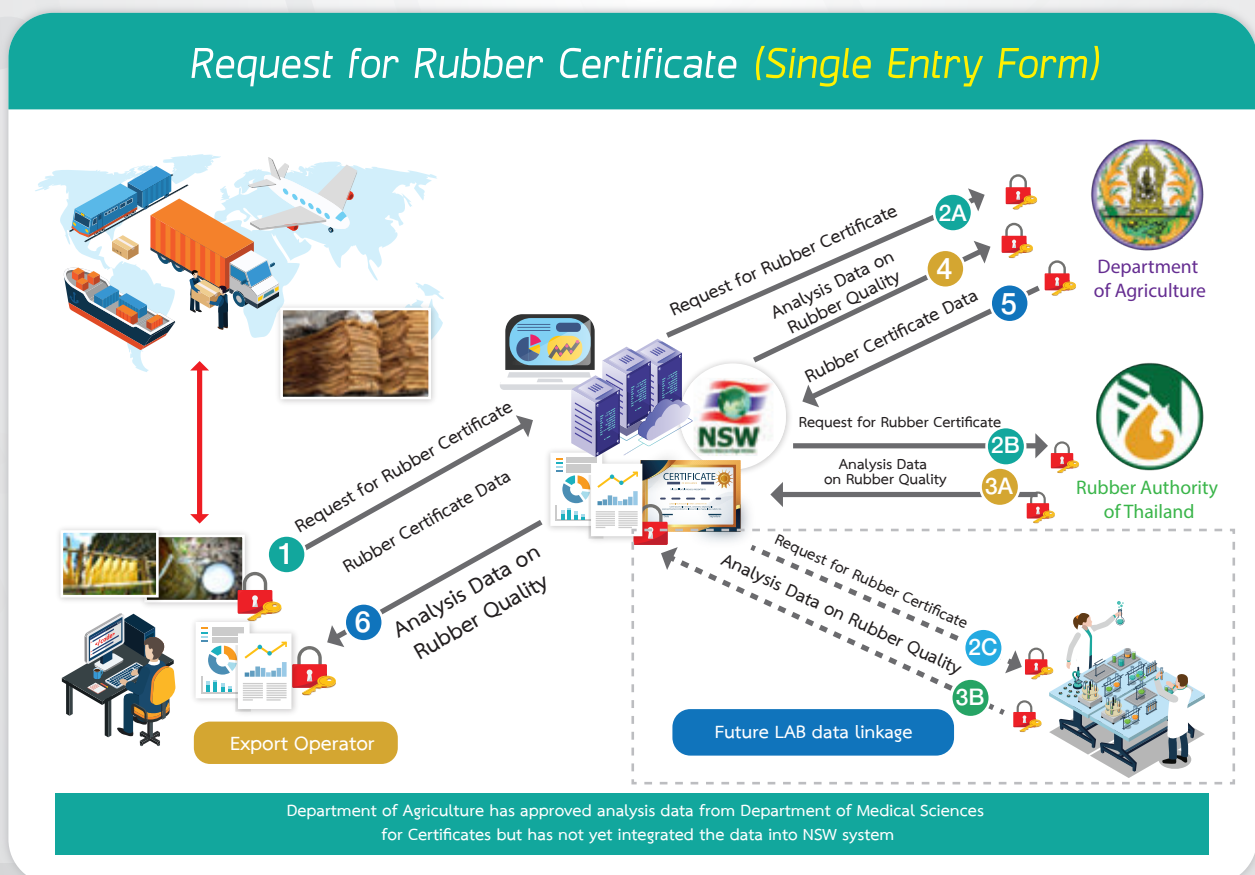 Request for Rubber Certificate (Single Entry Form)
Request for Rubber Certificate
2A
Analysis Data on
Rubber Quality
4
Rubber Certificate Data
5
Department
of Agriculture
NSW
Request for Rubber Certificate
2B
Analysis Data
on Rubber Quality
3A
Rubber Authority
of Thailand
CERTIFICATE
Request for Rubber Certificate
1
Rubber Certificate Data
Analysis Data on
Rubber Quality
6
Export Operator
Request for Rubber Certificate
2C
Analysis Data on Rubber Quality
3B
Future LAB data linkage
Department of Agriculture has approved analysis data from Department of Medical Sciences
for Certificates but has not yet integrated the data into NSW system